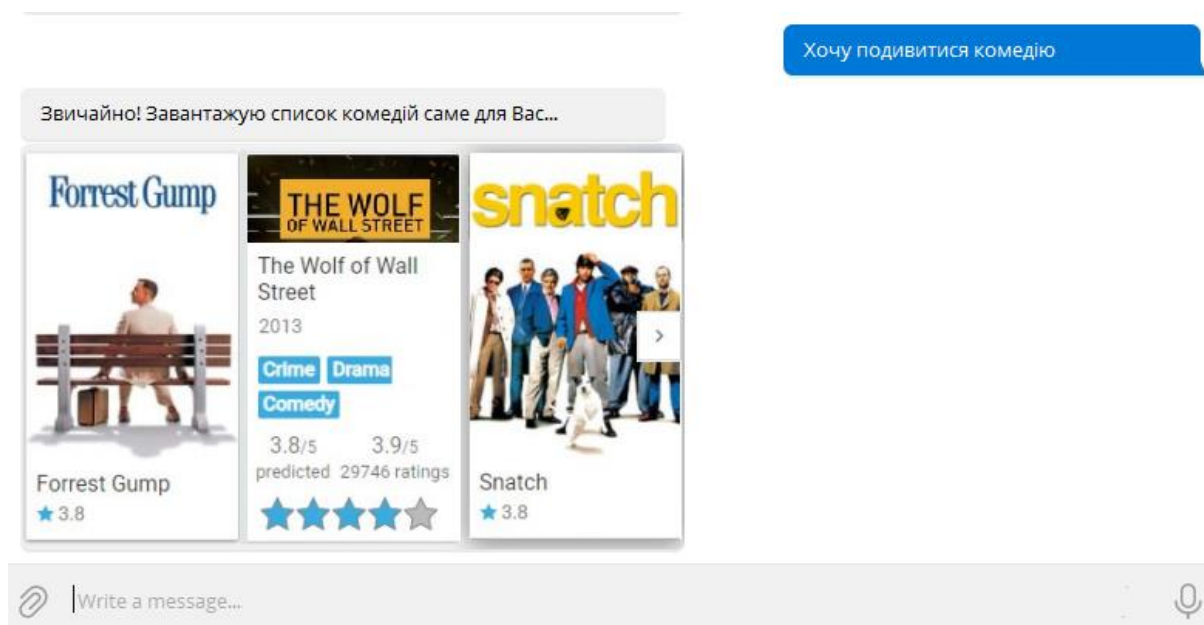 Хочу подивитися комедію
Звичайно! Завантажую список комедій саме для Вас...
Forrest Gump
Forrest Gump
★ 3.8
THE WOLF
OF WALL STREET
The Wolf of Wall
Street
2013
Crime Drama
Comedy
3.8/5 3.9/5
predicted 29746 ratings
snatch
Snatch
★ 3.8
Write a message...